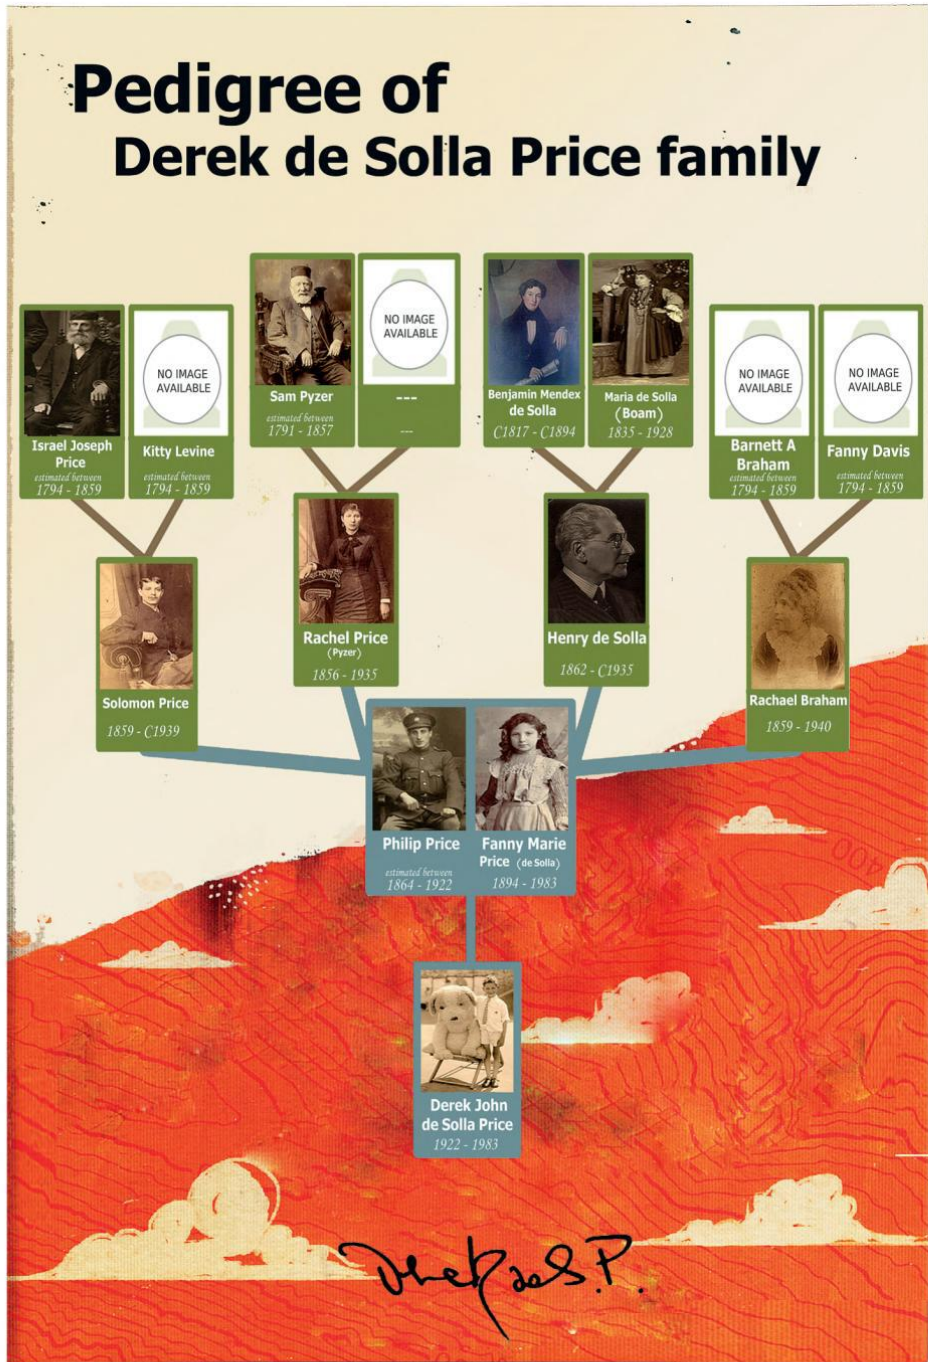 Pedigree of
Derek de Solla Price family
NO IMAGE
AVAILABLE
Sam Pyzer
estimated between
1791 - 1857
---
---
Benjamin Mendex
de Solla
C1817 - C1894
Maria de Solla
(Boam)
1835 - 1928
Israel Joseph
Price
estimated between
1794 - 1859
NO IMAGE
AVAILABLE
Kitty Levine
estimated between
1794 - 1859
NO IMAGE
AVAILABLE
Barnett A
Braham
estimated between
1794 - 1859
NO IMAGE
AVAILABLE
Fanny Davis
estimated between
1794 - 1859
Solomon Price
1859 - C1939
Rachel Price
(Pyzer)
1856 - 1935
Henry de Solla
1862 - C1935
Rachael Braham
1859 - 1940
Philip Price
estimated between
1864 - 1922
Fanny Marie
Price (de Solla)
1894 - 1983
400
Derek John
de Solla Price
1922 - 1983